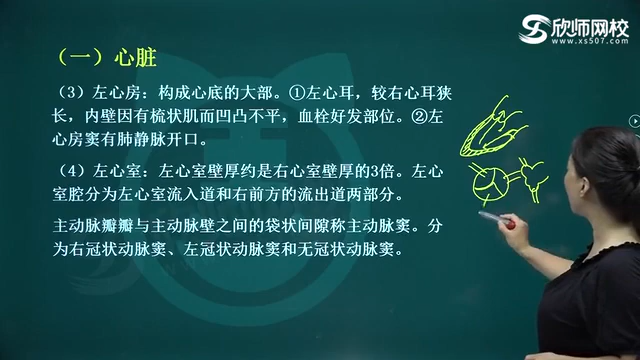 欣师网校
www.xs507.com
（一）心脏
（3）左心房：构成心底的大部。①左心耳，较右心耳狭
长，内壁因有梳状肌而凹凸不平，血栓好发部位。②左
心房窦有肺静脉开口。
（4）左心室：左心室壁厚约是右心室壁厚的3倍。左心
室腔分为左心室流入道和右前方的流出道两部分。
主动脉瓣瓣与主动脉壁之间的袋状间隙称主动脉窦。分
为右冠状动脉窦、左冠状动脉窦和无冠状动脉窦。